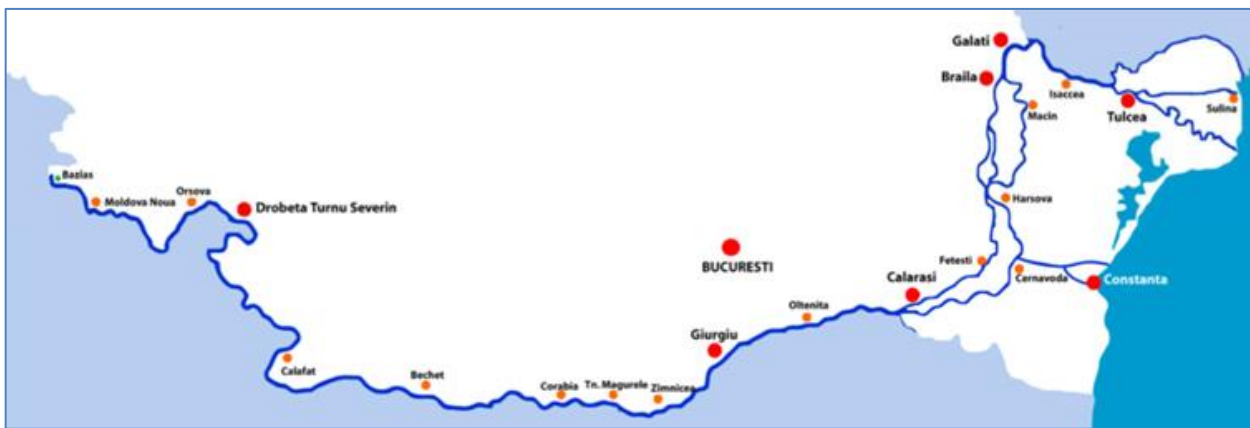 Galati
Braila
Isaccea
Macin
Tulcea
Sulina
Bazias
Moldova Noua
Orsova
Drobeta Turnu Severin
Harsova
BUCURESTI
Fetesti
Cernavoda
Calarasi
Constanta
Oltenita
Giurgiu
Calafat
Bechet
Corabia
Tn. Magurele
Zimnicea